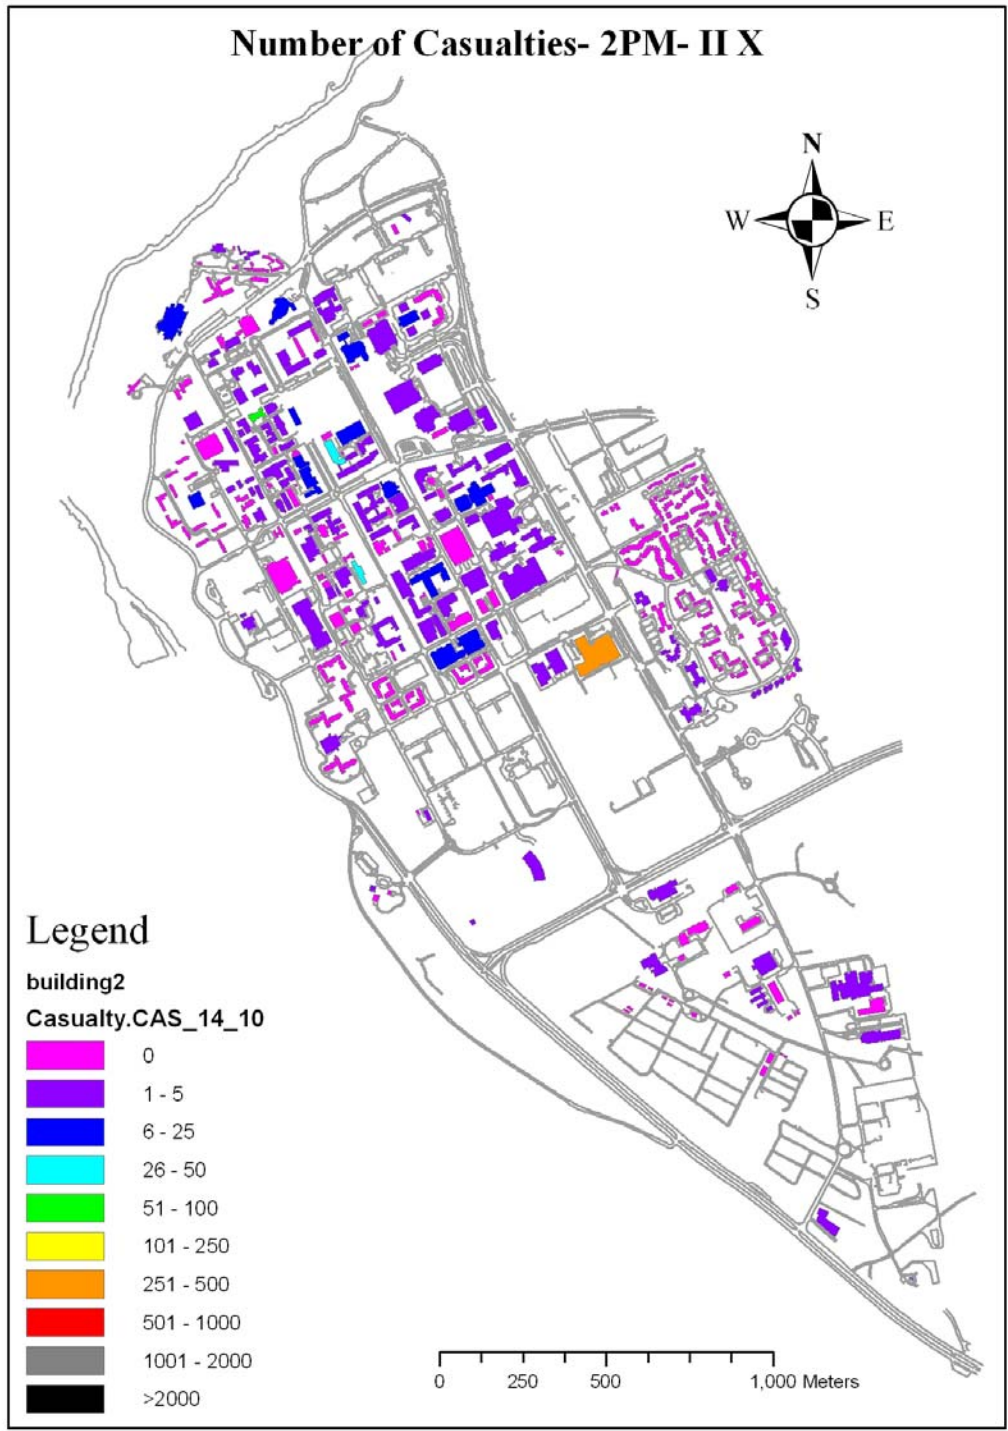 Number of Casualties- 2PM- II X
N
W
E
S
Legend
building2
Casualty.CAS_14_10
0
1 - 5
6 - 25
26 - 50
51 - 100
101 - 250
251 - 500
501 - 1000
1001 - 2000
>2000
0 250 500 1,000 Meters